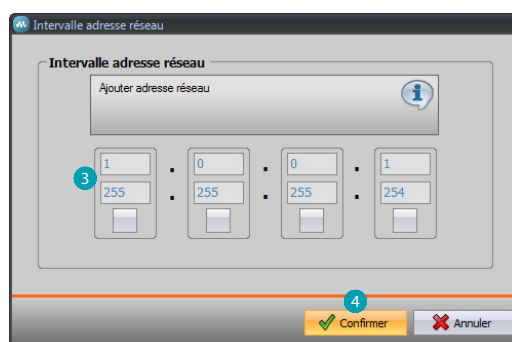 Intervalle adresse réseau
Intervalle adresse réseau
Ajouter adresse réseau
3
1 . 0 . 0 . 1
255 . 255 . 255 . 254
4
Confirmer Annuler